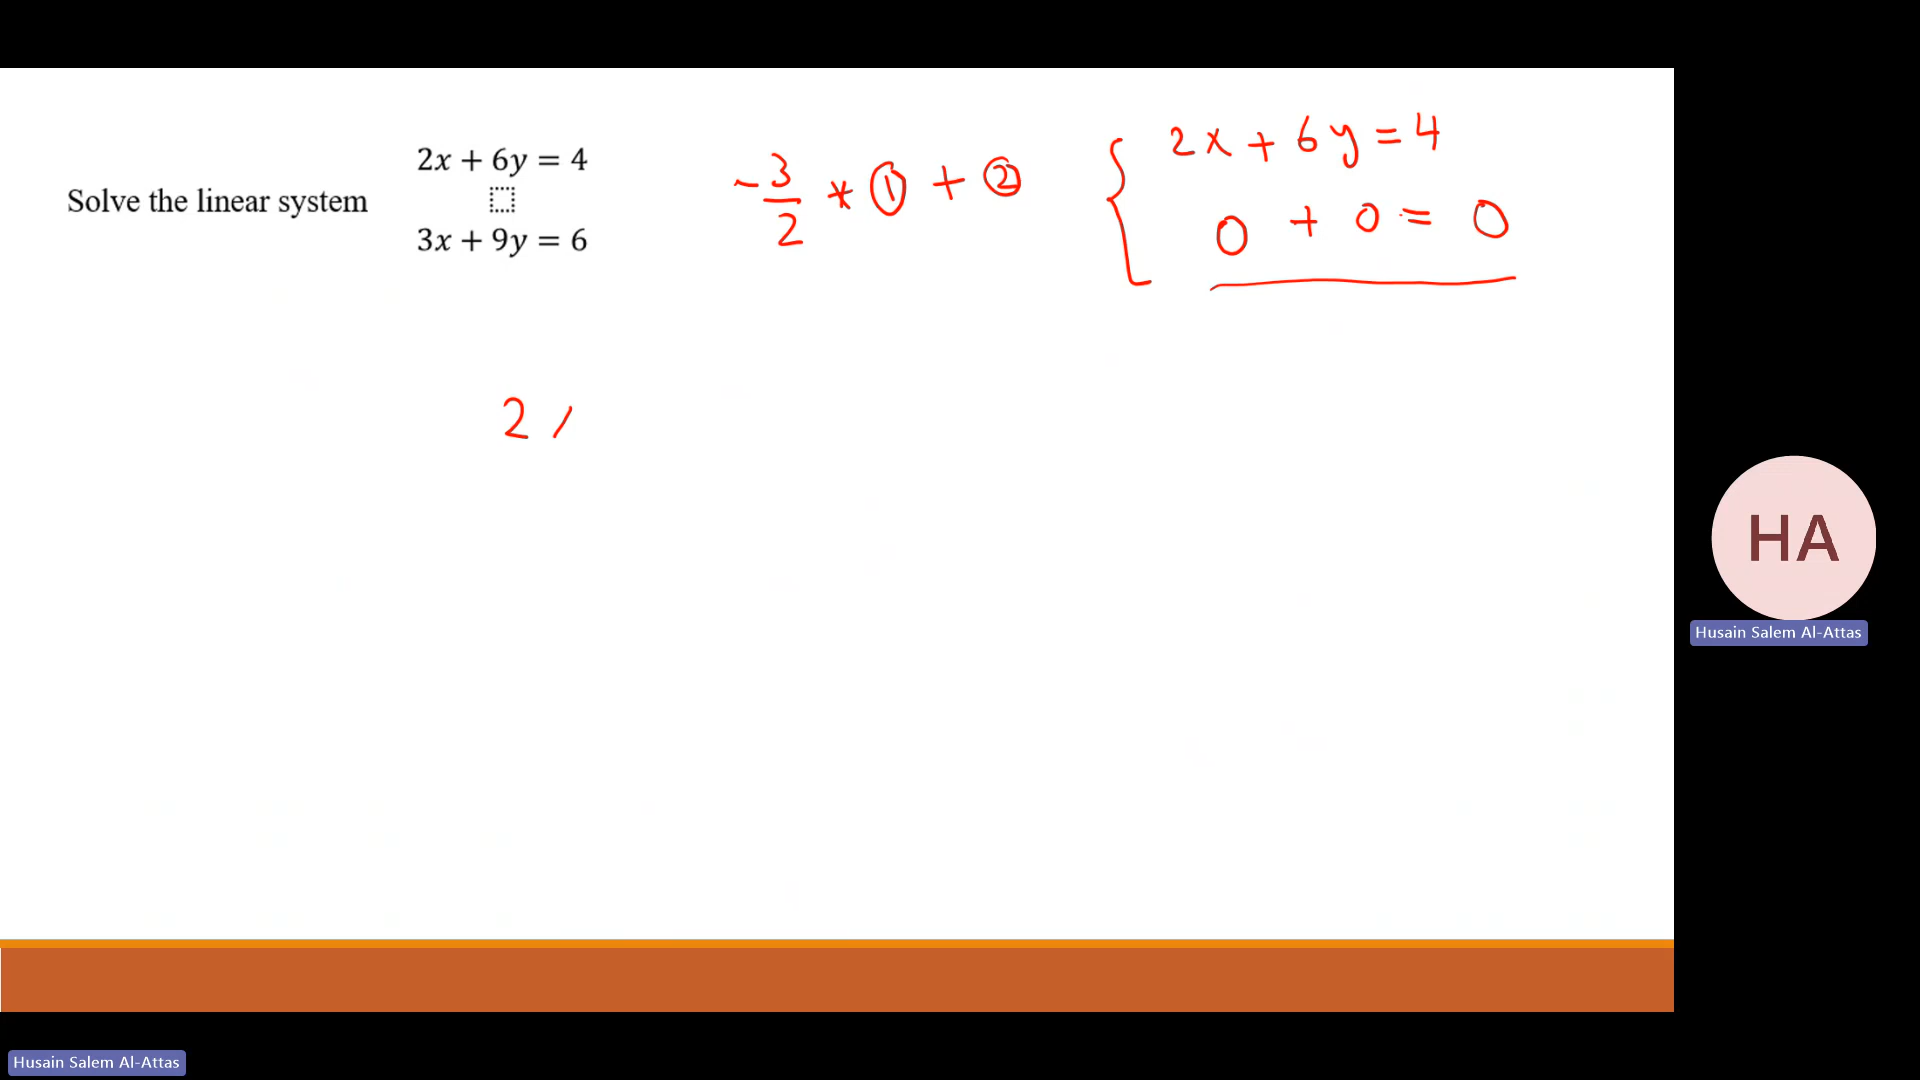 2x + 6y = 4
Solve the linear system
3x + 9y = 6
-3/2 * ① + ②
2x + 6y = 4
0 + 0 = 0
2
HA
Husain Salem Al-Attas
Husain Salem Al-Attas